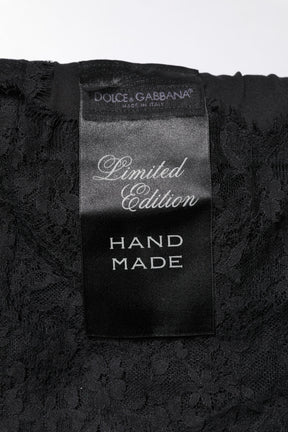 DOLCE & GABBANA
MADE IN ITALY
Limited
Edition
HAND
MADE